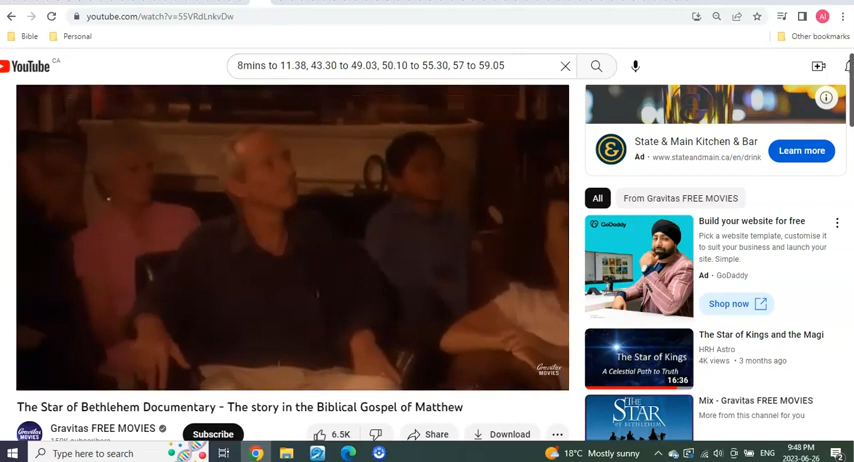 youtube.com/watch?v=55VRdLnkvDw
Al
Bible
Personal
Other bookmarks
YouTube CA
8mins to 11.38, 43.30 to 49.03, 50.10 to 55.30, 57 to 59.05
State & Main Kitchen & Bar
Ad · www.stateandmain.ca/en/drink
Learn more
All
From Gravitas FREE MOVIES
GoDaddy
Build your website for free
Pick a website template, customise it
to suit your business and launch your
site. Simple.
Ad · GoDaddy
Shop now
Gravitas
MOVIES
The Star of Kings
A Celestial Path to Truth
16:36
The Star of Kings and the Magi
HRH Astro
4K views · 3 months ago
The Star of Bethlehem Documentary - The story in the Biblical Gospel of Matthew
THE
STAR
OF BETHLEHEM
Mix - Gravitas FREE MOVIES
More from this channel for you
Gravitas FREE MOVIES
Subscribe
6.5K
Share
Download
Type here to search
18°C Mostly sunny
9:48 PM
2023-06-26
2